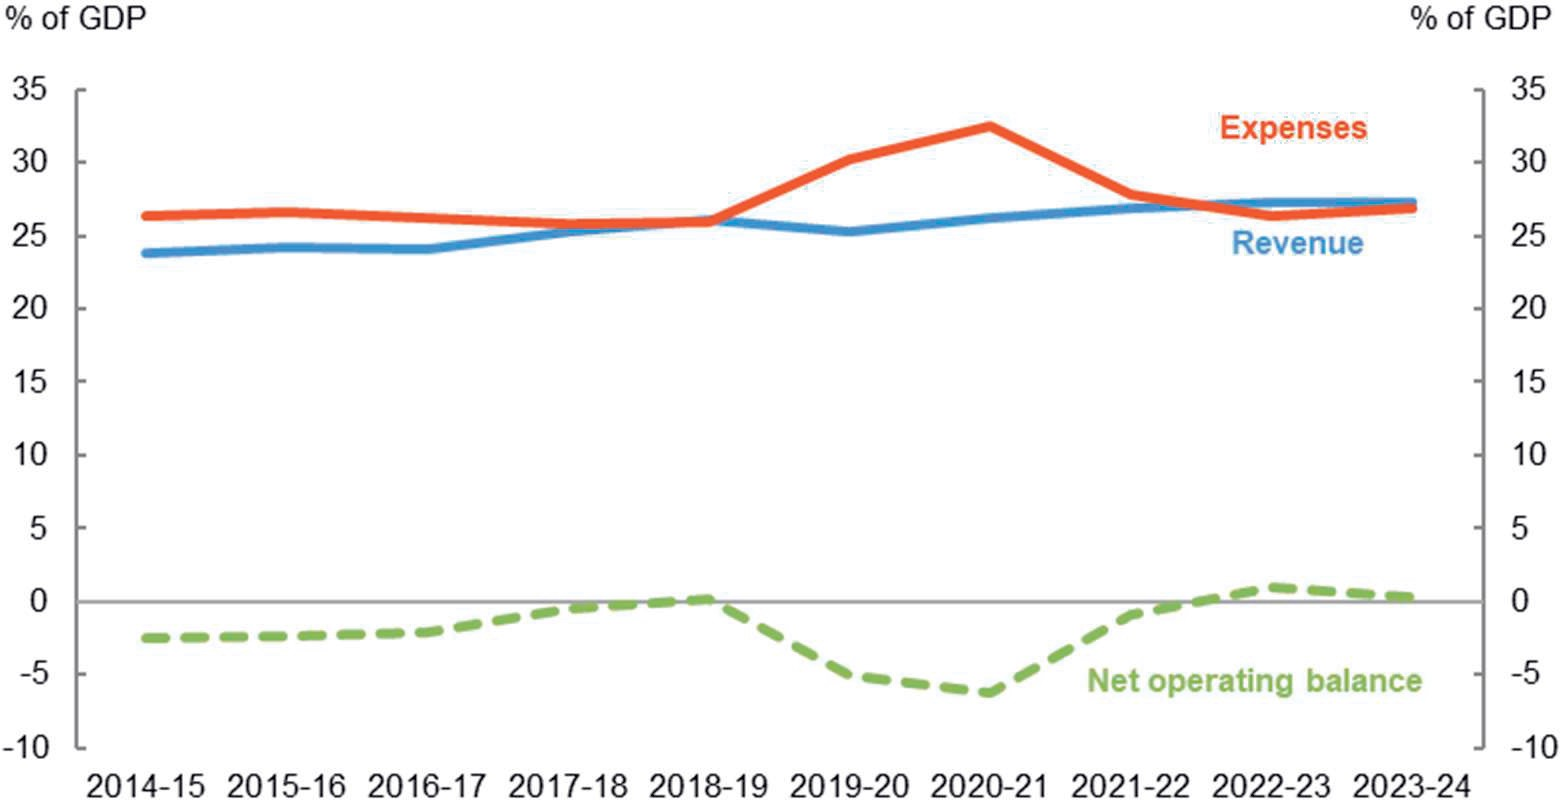 % of GDP % of GDP
35 35
Expenses
30 30
25 25
Revenue
20 20
15 15
10 10
5 5
0 0
-5 -5
Net operating balance
-10 -10
2014-15 2015-16 2016-17 2017-18 2018-19 2019-20 2020-21 2021-22 2022-23 2023-24